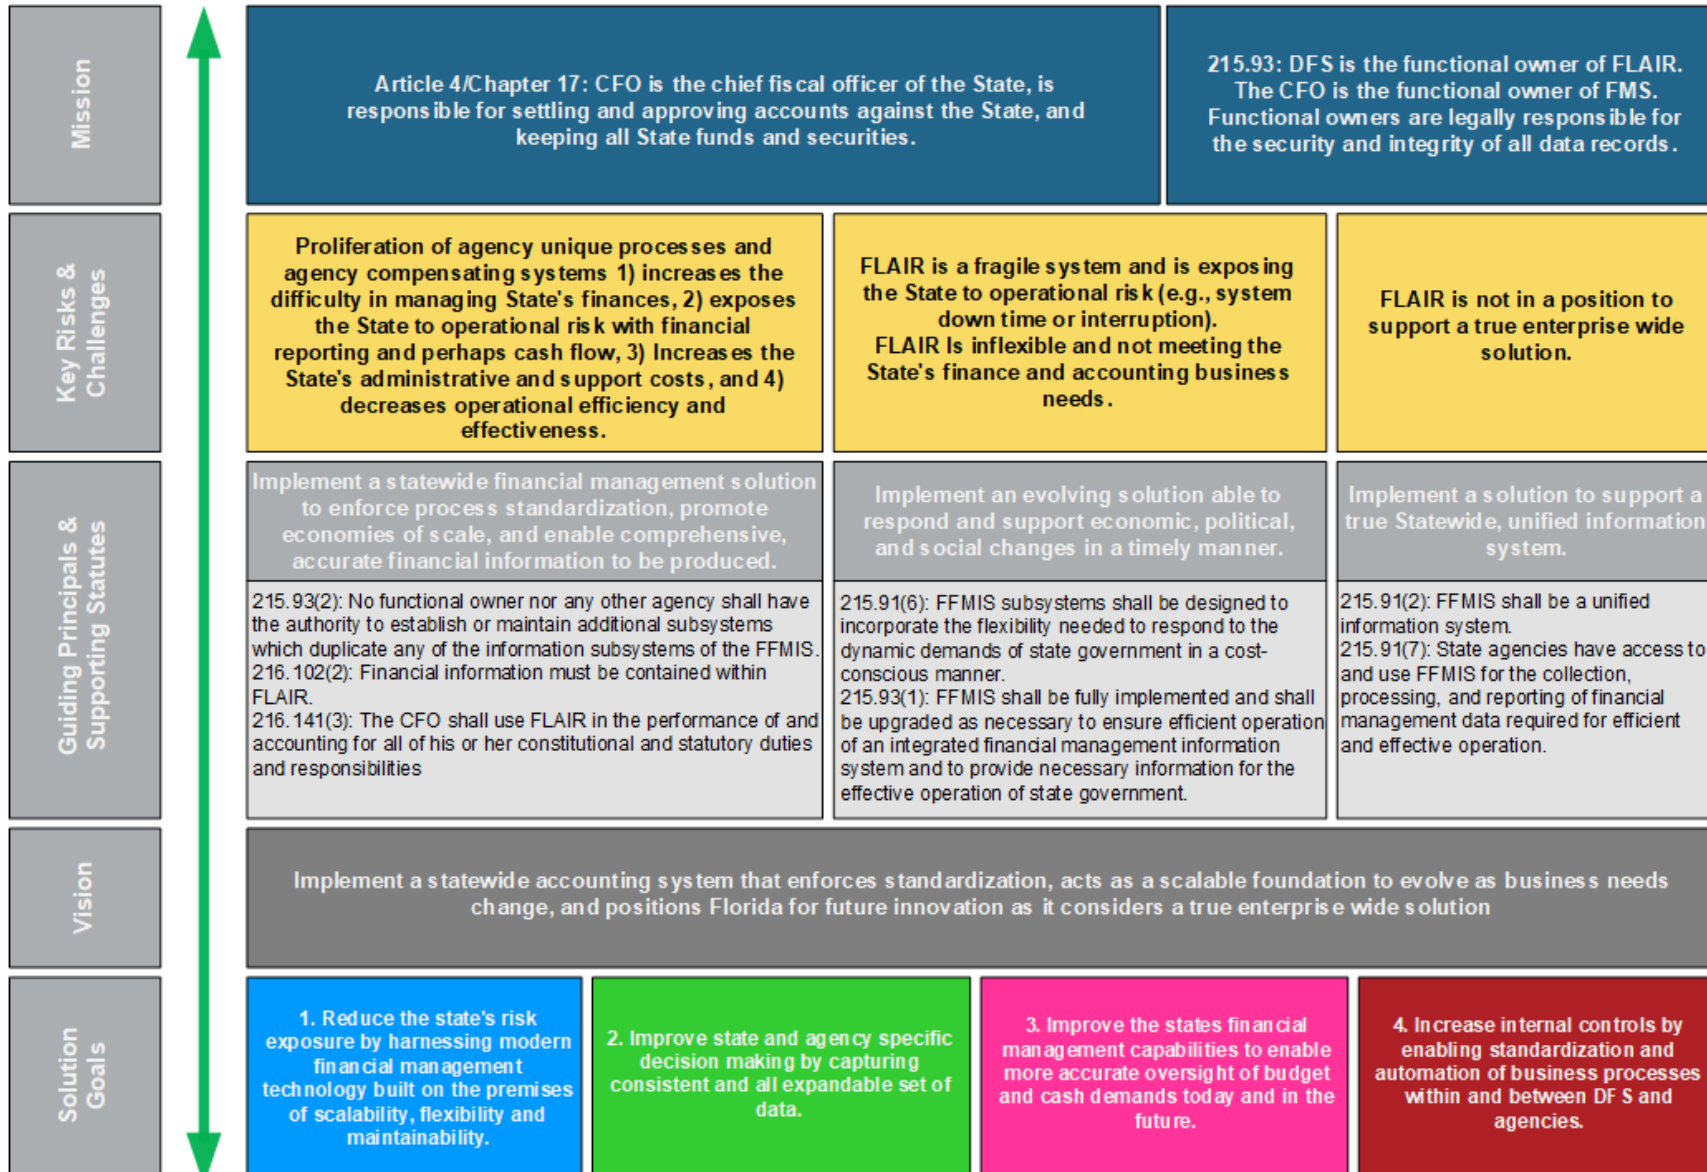 Mission
Article 4/Chapter 17: CFO is the chief fiscal officer of the State, is
responsible for settling and approving accounts against the State, and
keeping all State funds and securities.
215.93: DFS is the functional owner of FLAIR.
The CFO is the functional owner of FMS.
Functional owners are legally responsible for
the security and integrity of all data records.
Key Risks &
Challenges
Proliferation of agency unique processes and
agency compensating systems 1) increases the
difficulty in managing State's finances, 2) exposes
the State to operational risk with financial
reporting and perhaps cash flow, 3) Increases the
State's administrative and support costs, and 4)
decreases operational efficiency and
effectiveness.
FLAIR is a fragile system and is exposing
the State to operational risk (e.g., system
down time or interruption).
FLAIR Is inflexible and not meeting the
State's finance and accounting business
needs.
FLAIR is not in a position to
support a true enterprise wide
solution.
Guiding Principals &
Supporting Statutes
Implement a statewide financial management solution
to enforce process standardization, promote
economies of scale, and enable comprehensive,
accurate financial information to be produced.
Implement an evolving solution able to
respond and support economic, political,
and social changes in a timely manner.
Implement a solution to support a
true Statewide, unified information
system.
215.93(2): No functional owner nor any other agency shall have
the authority to establish or maintain additional subsystems
which duplicate any of the information subsystems of the FFMIS.
216.102(2): Financial information must be contained within
FLAIR.
216.141(3): The CFO shall use FLAIR in the performance of and
accounting for all of his or her constitutional and statutory duties
and responsibilities
215.91(6): FFMIS subsystems shall be designed to
incorporate the flexibility needed to respond to the
dynamic demands of state government in a cost-
conscious manner.
215.93(1): FFMIS shall be fully implemented and shall
be upgraded as necessary to ensure efficient operation
of an integrated financial management information
system and to provide necessary information for the
effective operation of state government.
215.91(2): FFMIS shall be a unified
information system.
215.91(7): State agencies have access to
and use FFMIS for the collection,
processing, and reporting of financial
management data required for efficient
and effective operation.
Vision
Implement a statewide accounting system that enforces standardization, acts as a scalable foundation to evolve as business needs
change, and positions Florida for future innovation as it considers a true enterprise wide solution
Solution
Goals
1. Reduce the state's risk
exposure by harnessing modern
financial management
technology built on the premises
of scalability, flexibility and
maintainability.
2. Improve state and agency specific
decision making by capturing
consistent and all expandable set of
data.
3. Improve the states financial
management capabilities to enable
more accurate oversight of budget
and cash demands today and in the
future.
4. Increase internal controls by
enabling standardization and
automation of business processes
within and between DFS and
agencies.